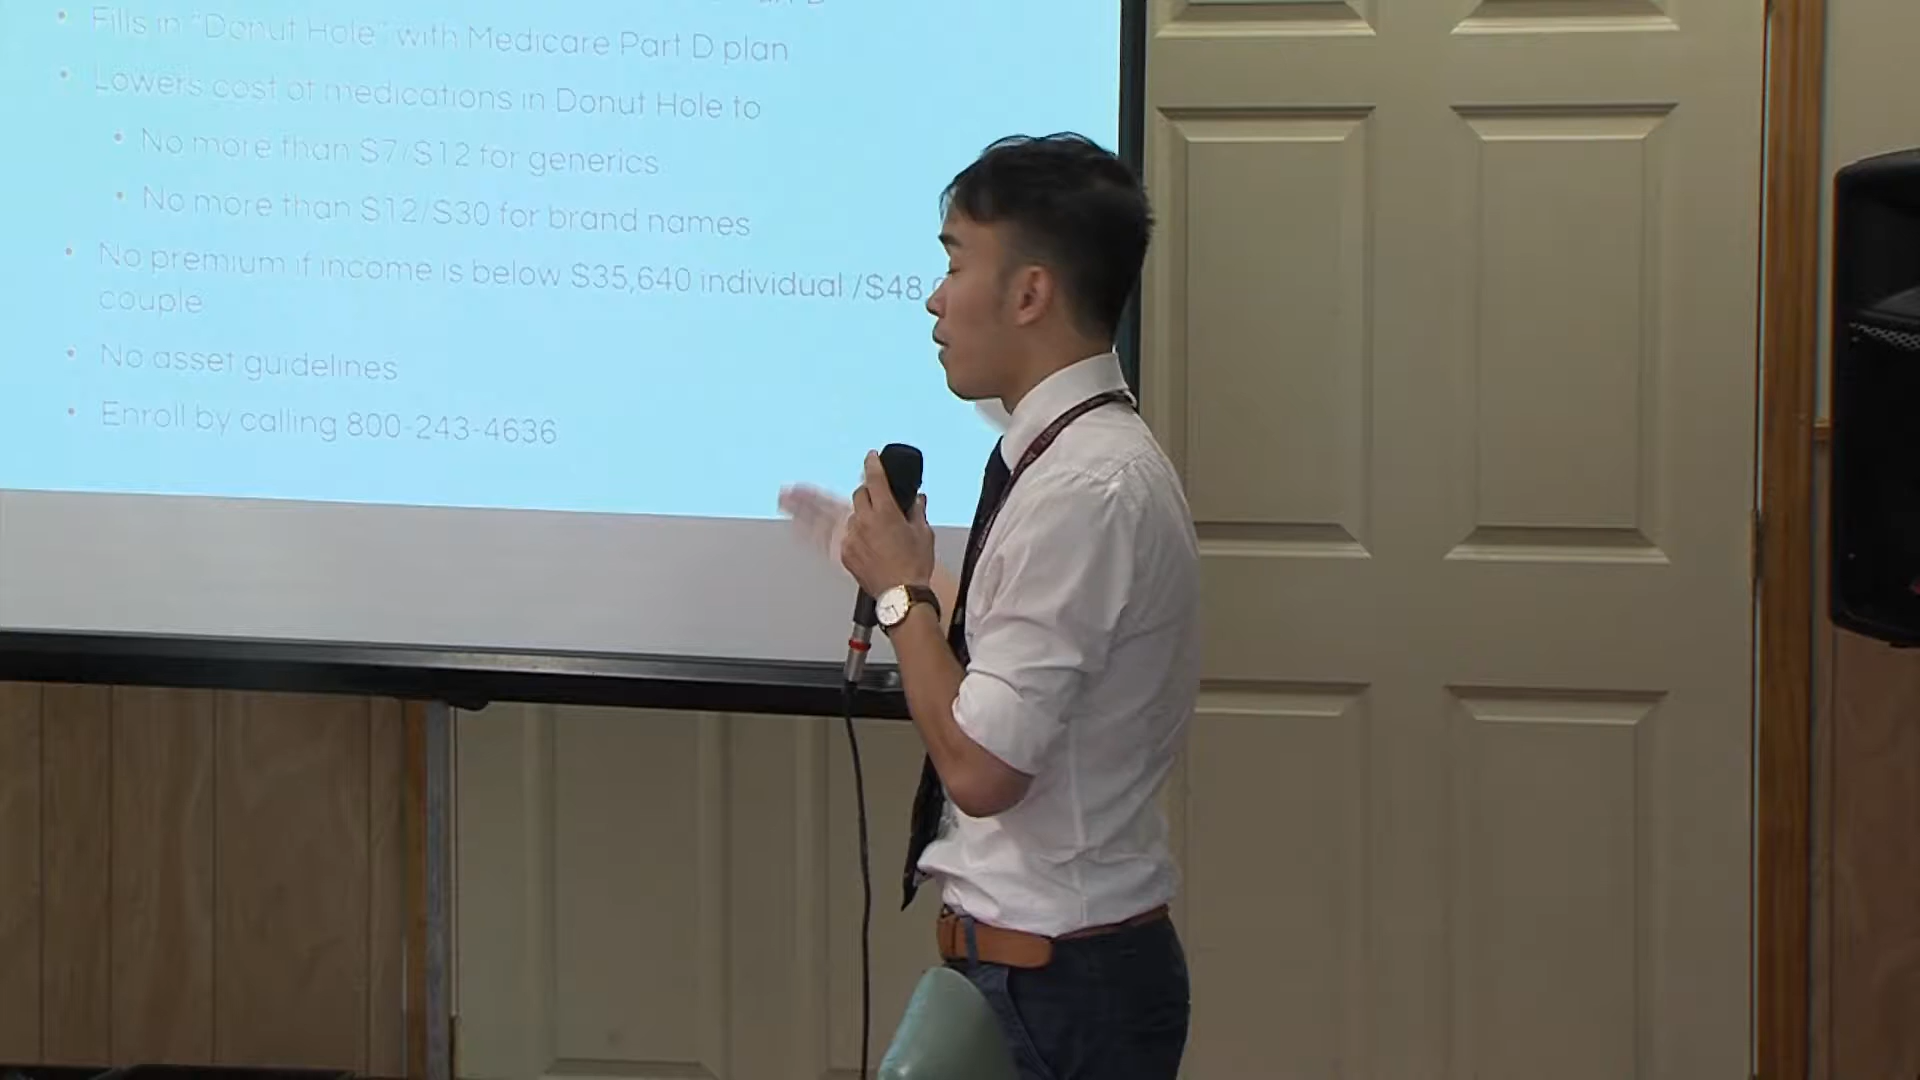 Fills in "Donut Hole" with Medicare Part D plan
Lowers cost of medications in Donut Hole to
No more than $7/$12 for generics
No more than $12/$30 for brand names
No premium if income is below $35,640 individual /$48
couple
No asset guidelines
Enroll by calling 800-243-4636